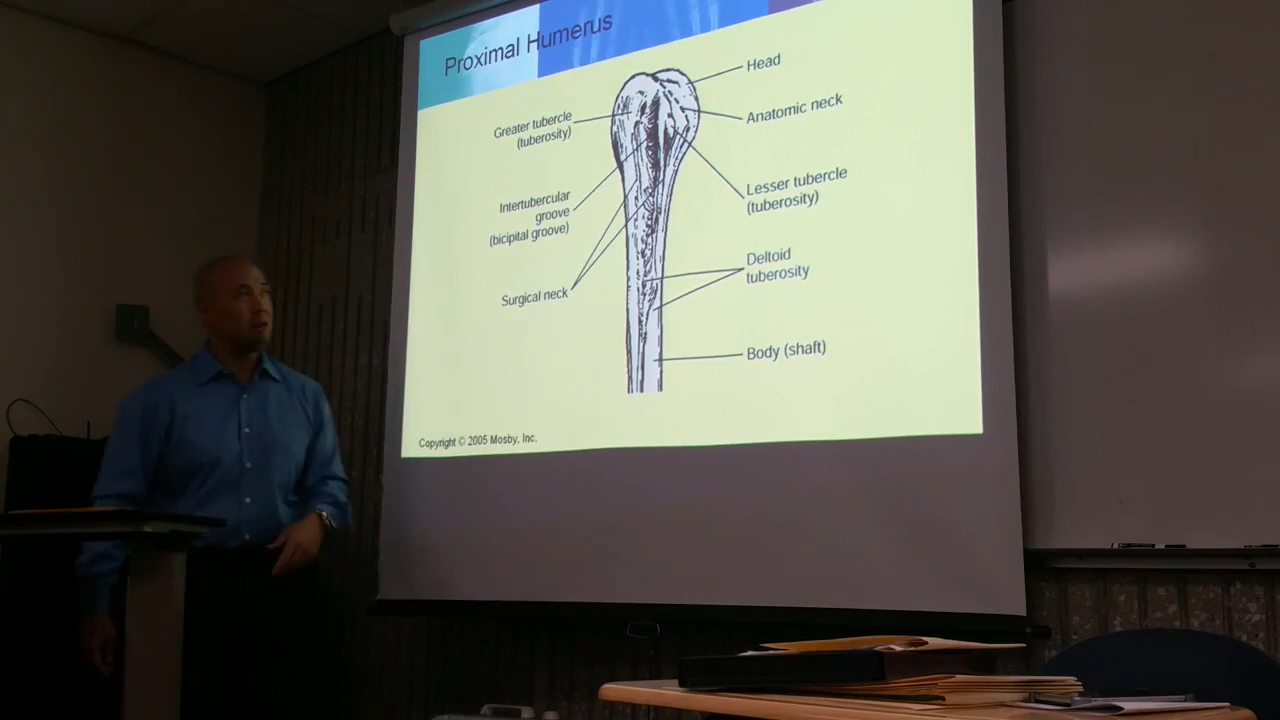 Proximal Humerus
Head
Greater tubercle
(tuberosity)
Anatomic neck
Intertubercular
groove
(bicipital groove)
Lesser tubercle
(tuberosity)
Surgical neck
Deltoid
tuberosity
Body (shaft)
Copyright © 2005 Mosby, Inc.